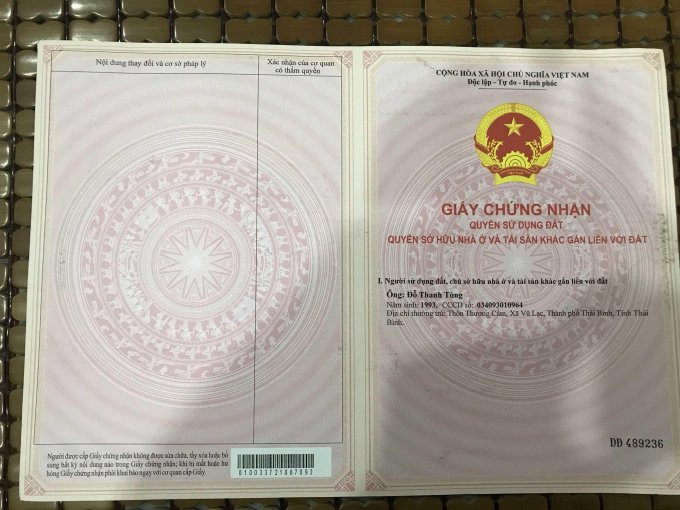 Nội dung thay đổi và cơ sở pháp lý
Xác nhận của cơ quan
có thẩm quyền
Người được cấp Giấy chứng nhận không được sửa chữa, tẩy xóa hoặc bổ
sung bất kỳ nội dung nào trong Giấy chứng nhận; khi bị mất hoặc hư
hỏng Giấy chứng nhận phải khai báo ngay với cơ quan cấp Giấy.
010033721067093
CỘNG HÒA XÃ HỘI CHỦ NGHĨA VIỆT NAM
Độc lập - Tự do - Hạnh phúc
GIẤY CHỨNG NHẬN
QUYỀN SỬ DỤNG ĐẤT
QUYỀN SỞ HỮU NHÀ Ở VÀ TÀI SẢN KHÁC GẮN LIỀN VỚI ĐẤT
I. Người sử dụng đất, chủ sở hữu nhà ở và tài sản khác gắn liền với đất
Ông: Đỗ Thanh Tùng
Năm sinh: 1993, CCCD số: 034093010964
Địa chỉ thường trú: Thôn Thượng Cầm, Xã Vũ Lạc, Thành phố Thái Bình, Tỉnh Thái
Bình.
DĐ 489236